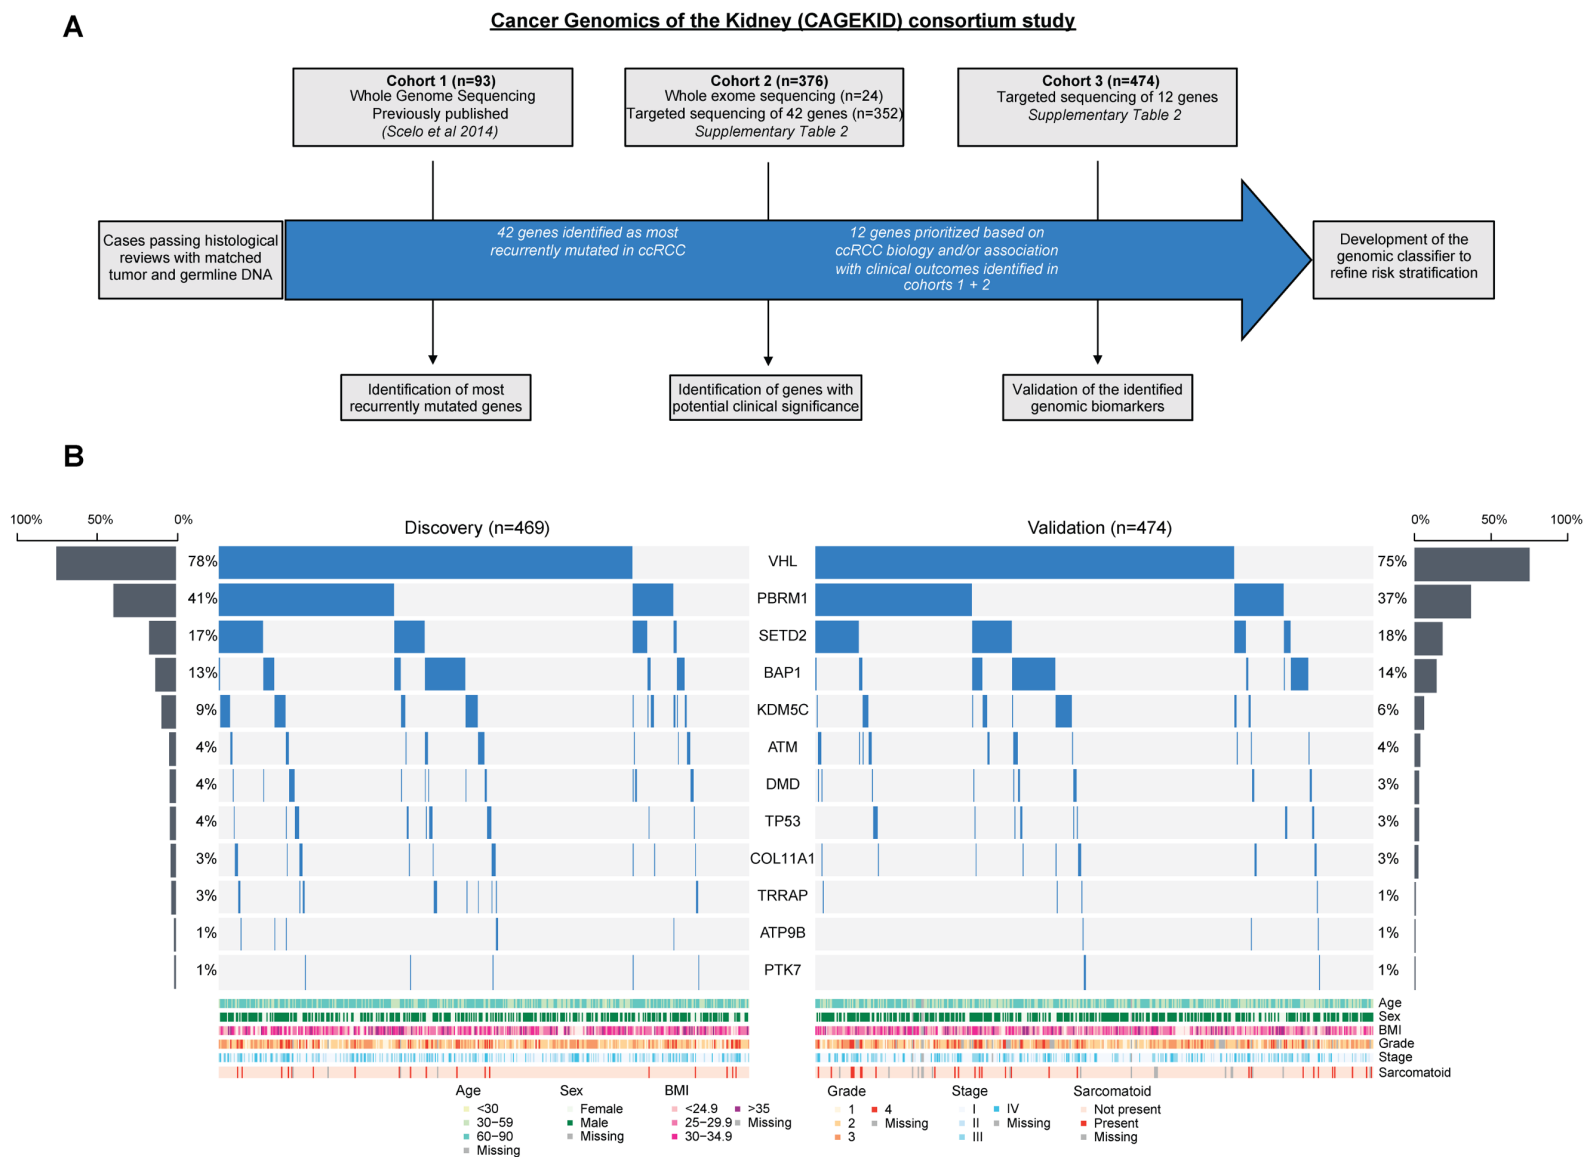 A
Cancer Genomics of the Kidney (CAGEKID) consortium study
Cohort 1 (n=93)
Whole Genome Sequencing
Previously published
(Scelo et al 2014)
Cohort 2 (n=376)
Whole exome sequencing (n=24)
Targeted sequencing of 42 genes (n=352)
Supplementary Table 2
Cohort 3 (n=474)
Targeted sequencing of 12 genes
Supplementary Table 2
Cases passing histological
reviews with matched
tumor and germline DNA
42 genes identified as most
recurrently mutated in ccRCC
12 genes prioritized based on
ccRCC biology and/or association
with clinical outcomes identified in
cohorts 1 + 2
Development of the
genomic classifier to
refine risk stratification
Identification of most
recurrently mutated genes
Identification of genes with
potential clinical significance
Validation of the identified
genomic biomarkers
B
100% 50% 0%
Discovery (n=469)
Validation (n=474)
0% 50% 100%
78% VHL 75%
41% PBRM1 37%
17% SETD2 18%
13% BAP1 14%
9% KDM5C 6%
4% ATM 4%
4% DMD 3%
4% TP53 3%
3% COL11A1 3%
3% TRRAP 1%
1% ATP9B 1%
1% PTK7 1%
Age
Sex
BMI
Grade
Stage
Sarcomatoid
Age
<30
30−59
60−90
Missing
Sex
Female
Male
Missing
BMI
<24.9
25−29.9
30−34.9
>35
Missing
Grade
1
2
3
4
Missing
Stage
I
II
III
IV
Missing
Sarcomatoid
Not present
Present
Missing